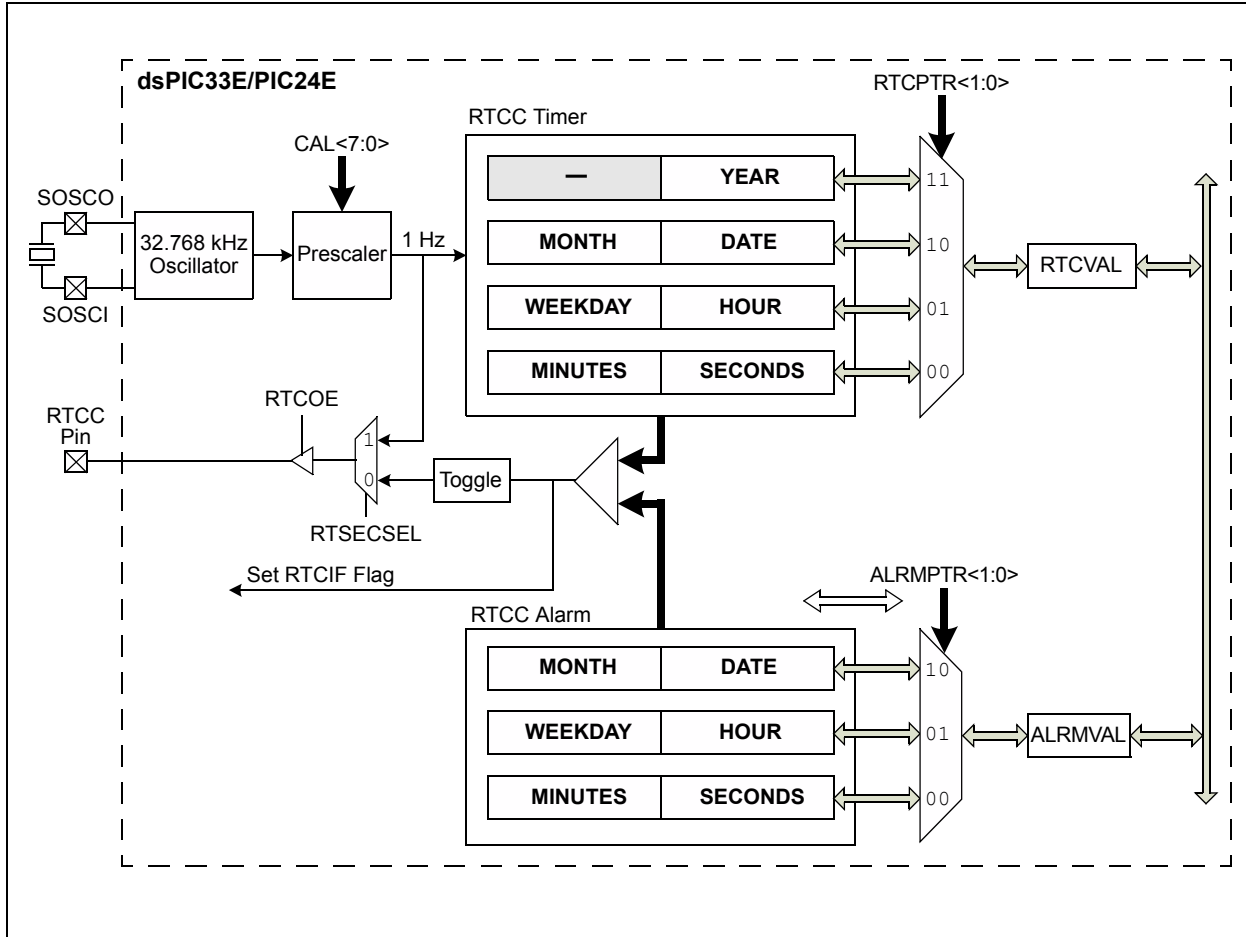 dsPIC33E/PIC24E
RTCPTR<1:0>
RTCC Timer
CAL<7:0>
— YEAR
11
SOSCO
32.768 kHz
Oscillator
Prescaler
1 Hz
MONTH DATE
10
RTCVAL
SOSCI
WEEKDAY HOUR
01
MINUTES SECONDS
00
RTCOE
RTCC
Pin
1
0
Toggle
RTSECSEL
Set RTCIF Flag
ALRMPTR<1:0>
RTCC Alarm
MONTH DATE
10
WEEKDAY HOUR
01
ALRMVAL
MINUTES SECONDS
00